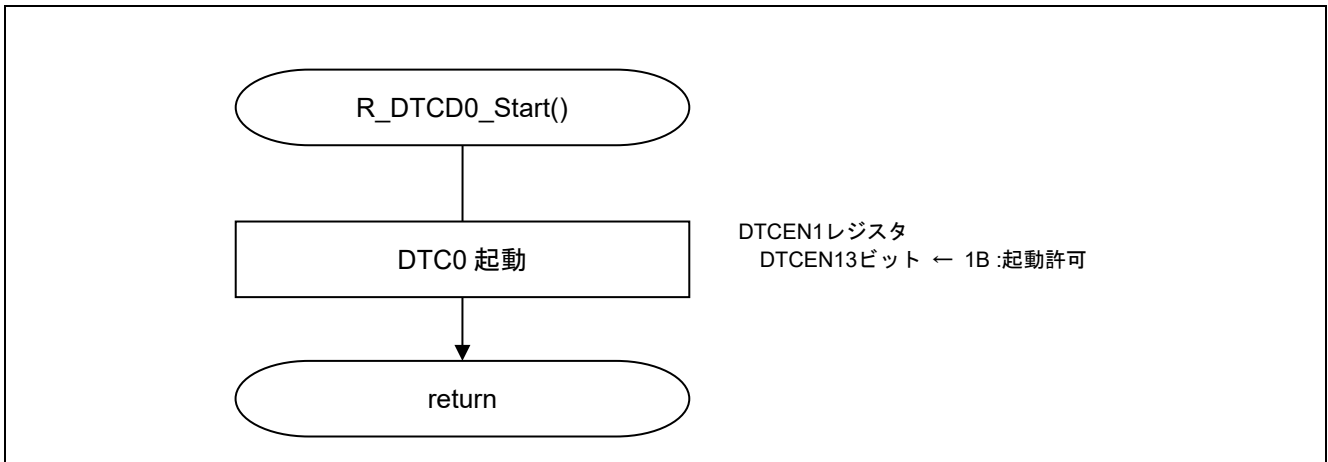 R_DTCD0_Start()
DTC0 起動
DTCEN1レジスタ
DTCEN13ビット ← 1B :起動許可
return